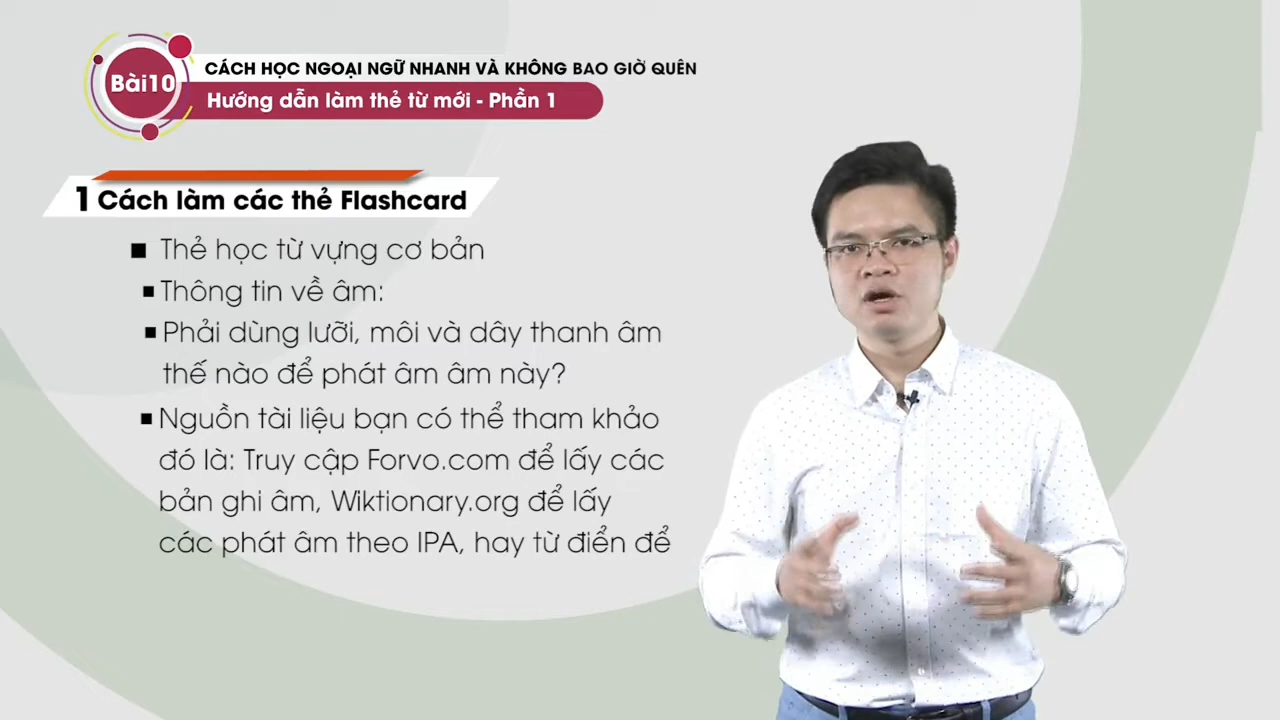 Bài10
CÁCH HỌC NGOẠI NGỮ NHANH VÀ KHÔNG BAO GIỜ QUÊN
Hướng dẫn làm thẻ từ mới - Phần 1
1 Cách làm các thẻ Flashcard
Thẻ học từ vựng cơ bản
Thông tin về âm:
Phải dùng lưỡi, môi và dây thanh âm
thế nào để phát âm âm này?
Nguồn tài liệu bạn có thể tham khảo
đó là: Truy cập Forvo.com để lấy các
bản ghi âm, Wiktionary.org để lấy
các phát âm theo IPA, hay từ điển để